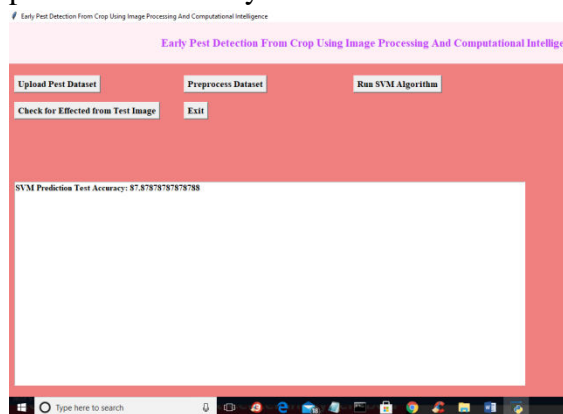 Early Pest Detection From Crop Using Image Processing And Computational Intelligence
Early Pest Detection From Crop Using Image Processing And Computational Intellige
Upload Pest Dataset Preprocess Dataset Run SVM Algorithm
Check for Effected from Test Image Exit
SVM Prediction Test Accuracy: 87.87878787878788
Type here to search